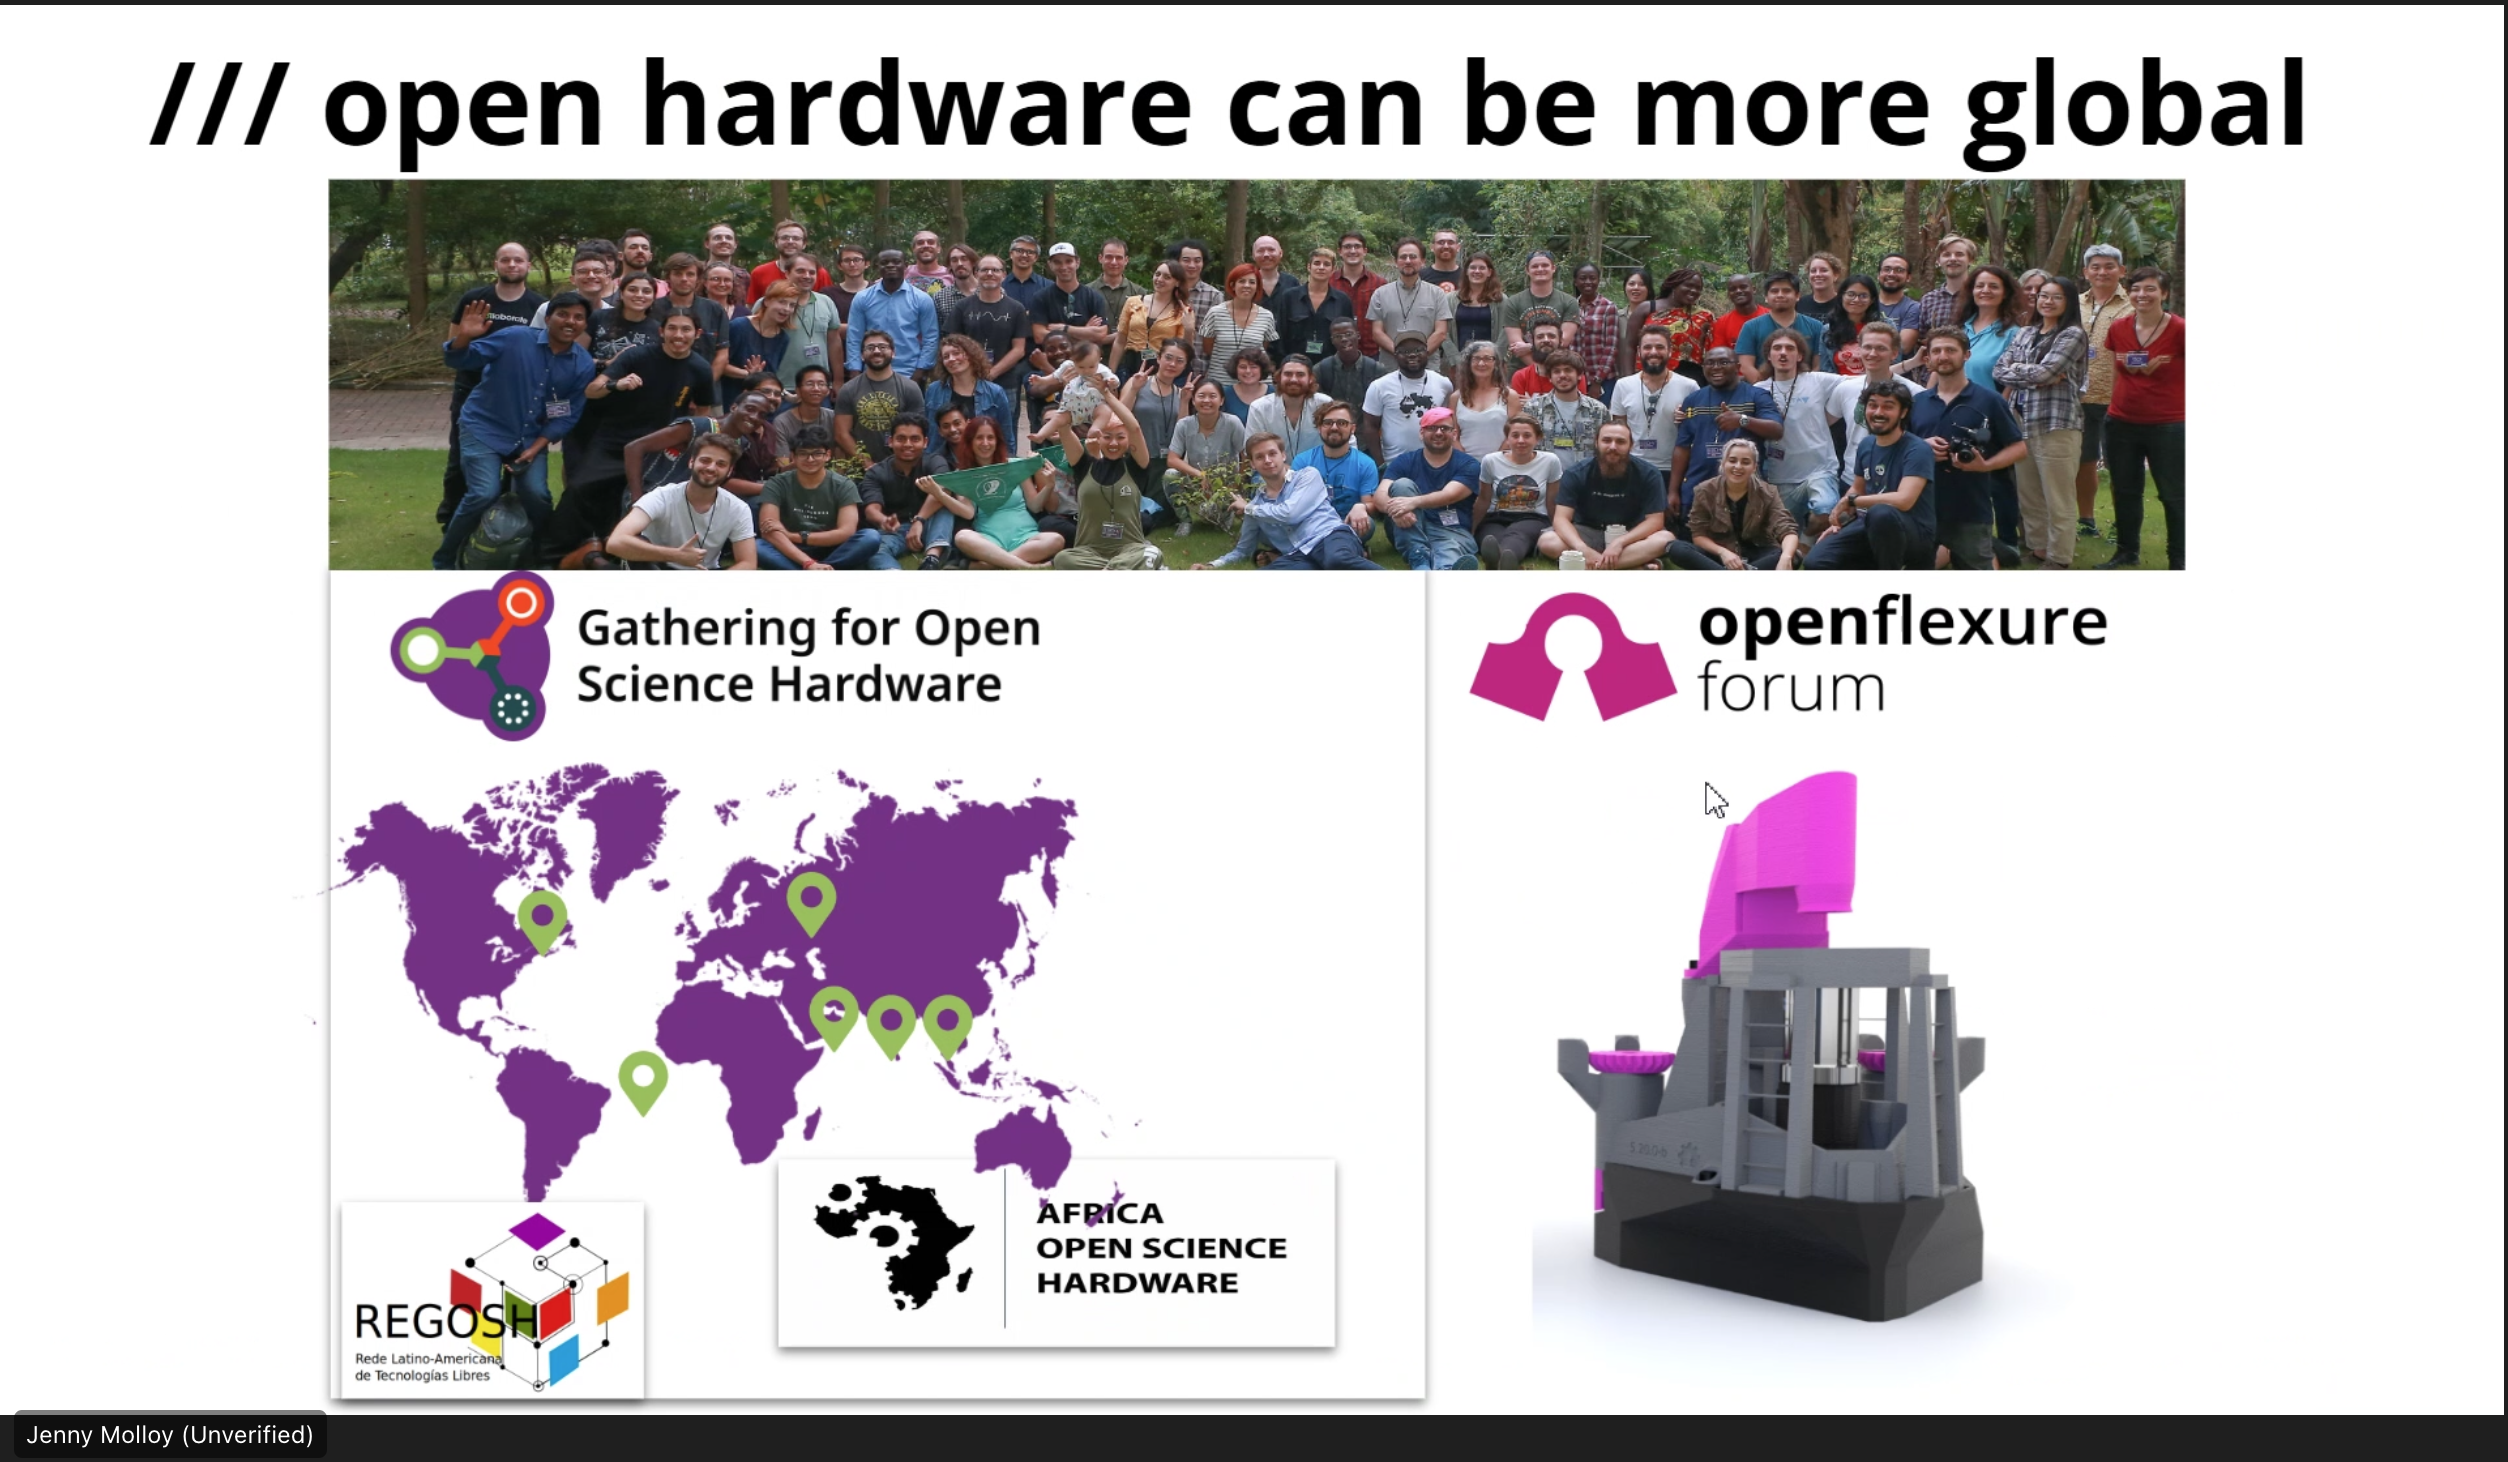 /// open hardware can be more global
Gathering for Open
Science Hardware
openflexure
forum
AFRICA
OPEN SCIENCE
HARDWARE
REGOSH
Rede Latino-Americana
de Tecnologías Libres
Jenny Molloy (Unverified)